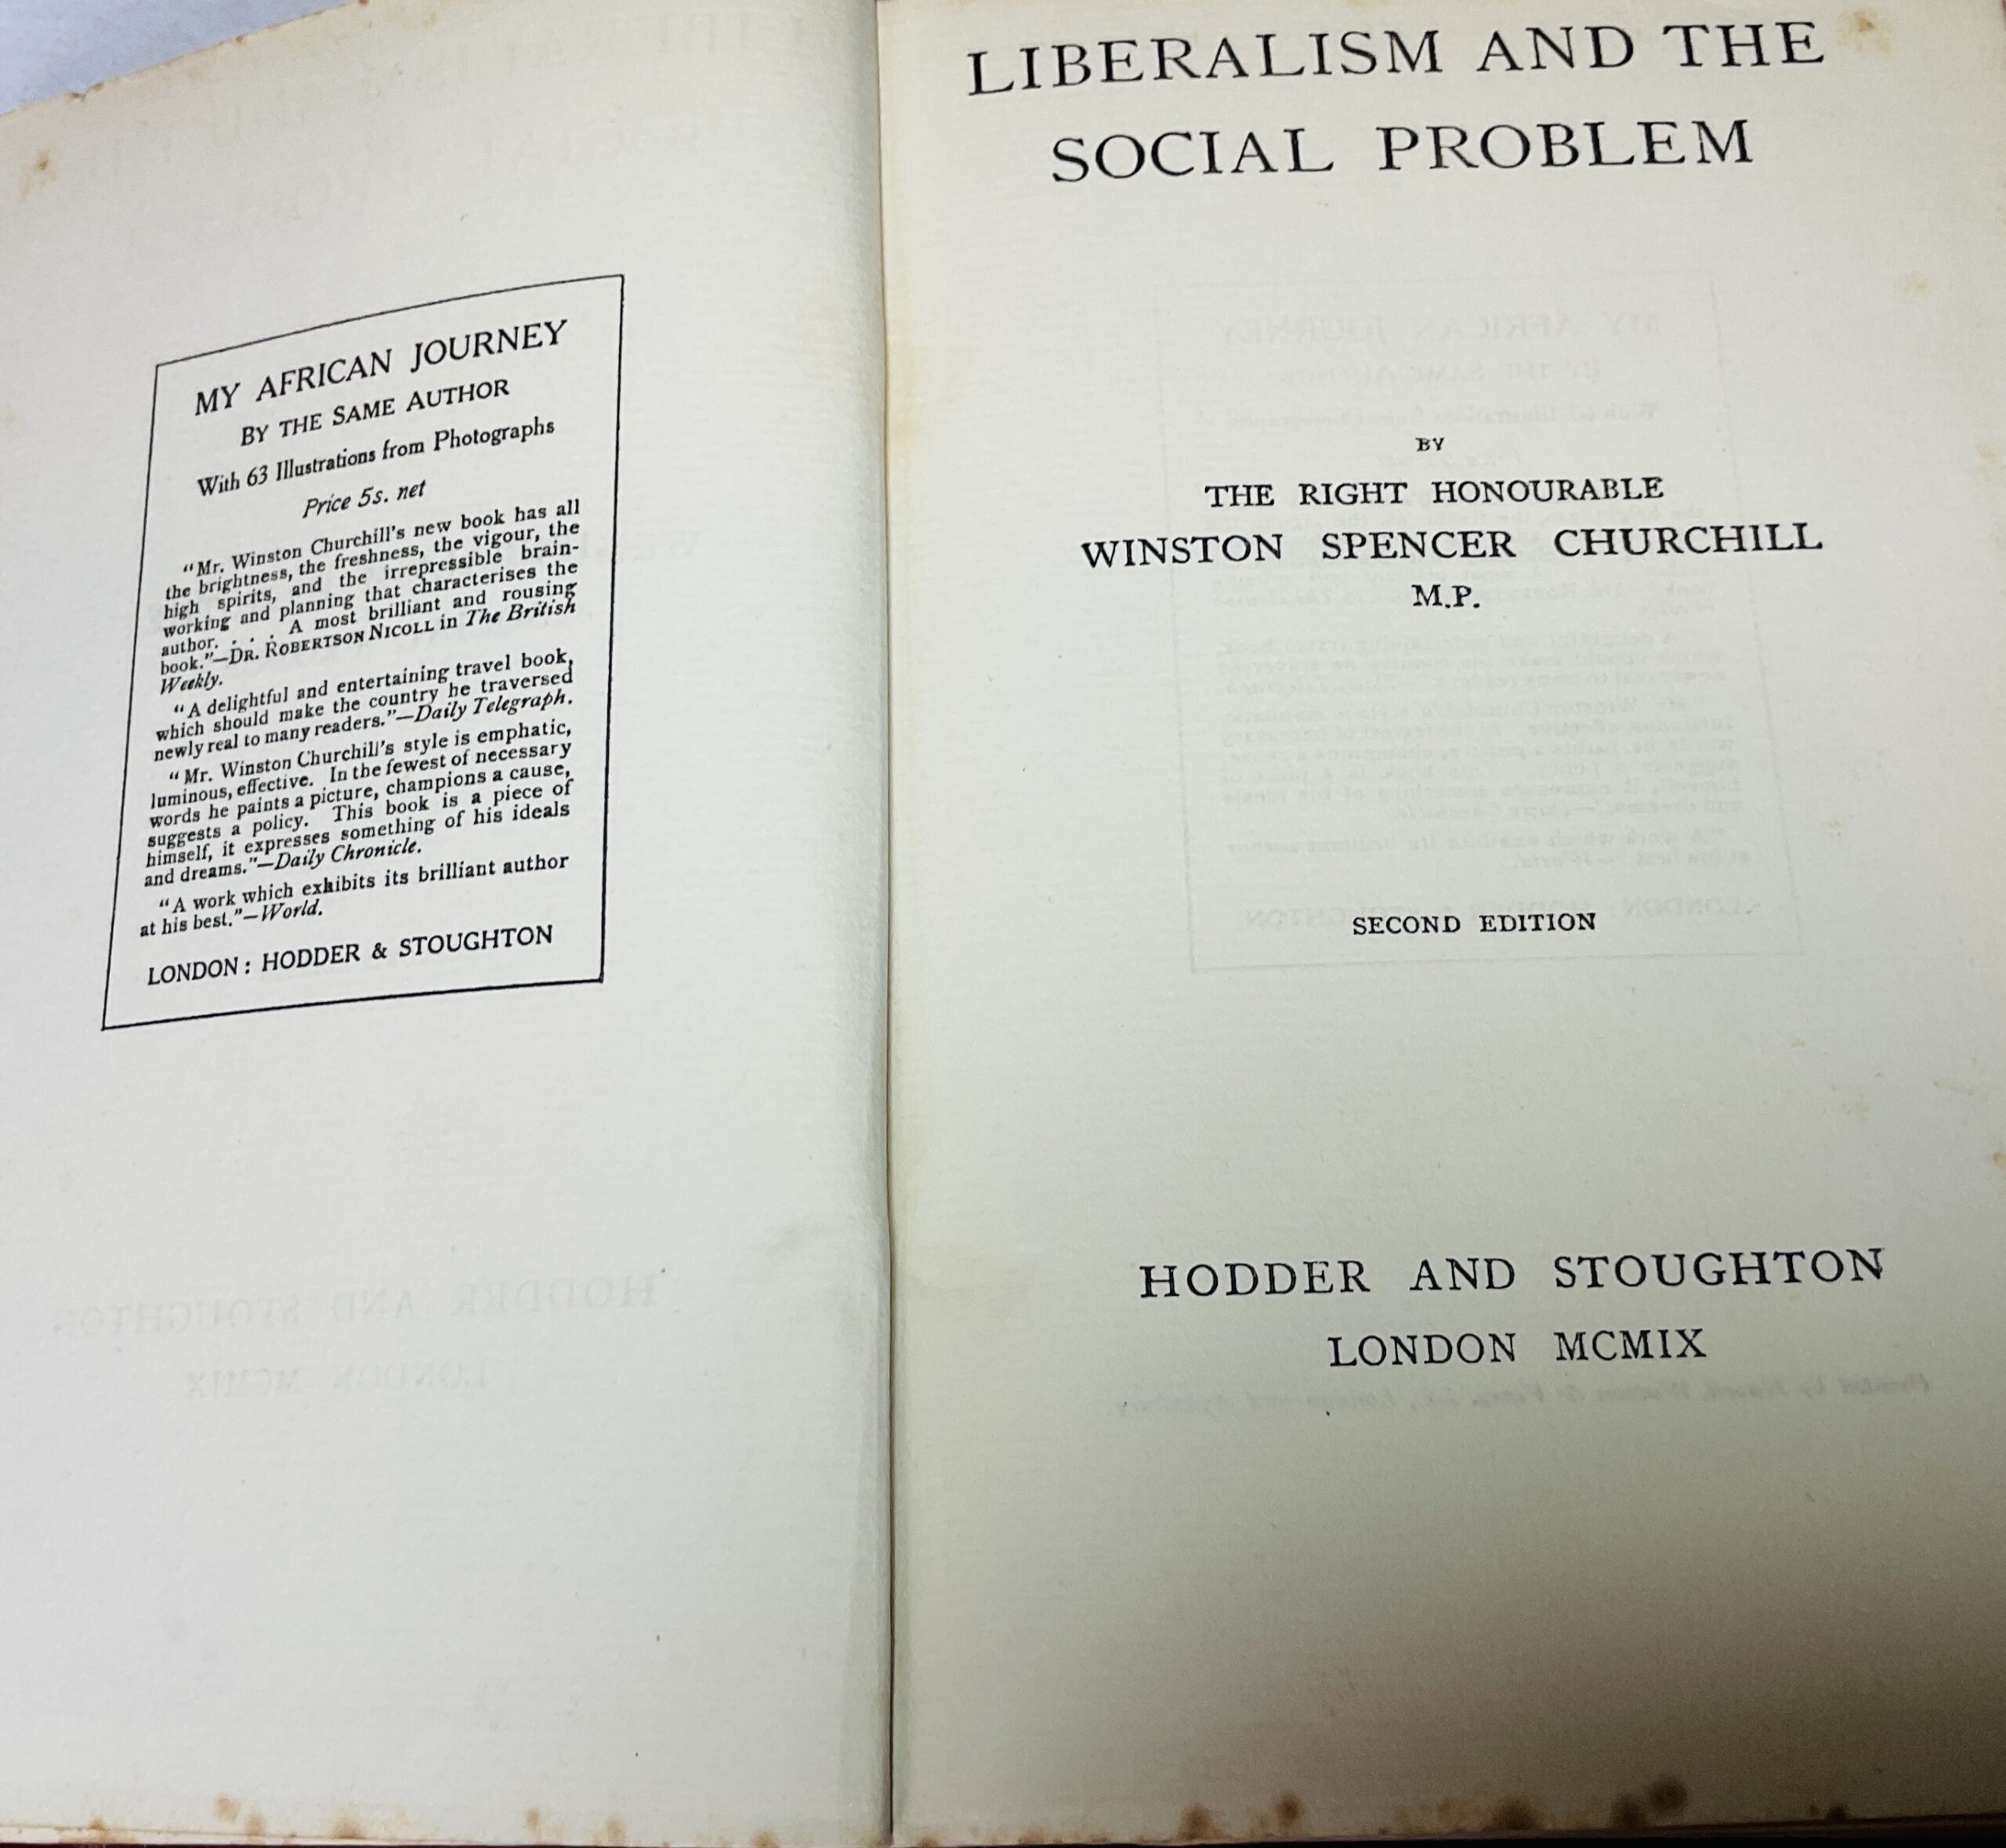 MY AFRICAN JOURNEY
BY THE SAME AUTHOR
With 63 Illustrations from Photographs
Price 5s. net
“Mr. Winston Churchill's new book has all
the brightness, the freshness, the vigour, the
high spirits, and the irrepressible brain-
working and planning that characterises the
author. . . . A most brilliant and rousing
book.”—DR. ROBERTSON NICOLL in The British
Weekly.
“A delightful and entertaining travel book,
which should make the country he traversed
newly real to many readers.”—Daily Telegraph.
“Mr. Winston Churchill's style is emphatic,
luminous, effective. In the fewest of necessary
words he paints a picture, champions a cause,
suggests a policy. This book is a piece of
himself, it expresses something of his ideals
and dreams.”—Daily Chronicle.
“A work which exhibits its brilliant author
at his best.”—World.
LONDON: HODDER & STOUGHTON
LIBERALISM AND THE
SOCIAL PROBLEM
BY
THE RIGHT HONOURABLE
WINSTON SPENCER CHURCHILL
M.P.
SECOND EDITION
HODDER AND STOUGHTON
LONDON MCMIX